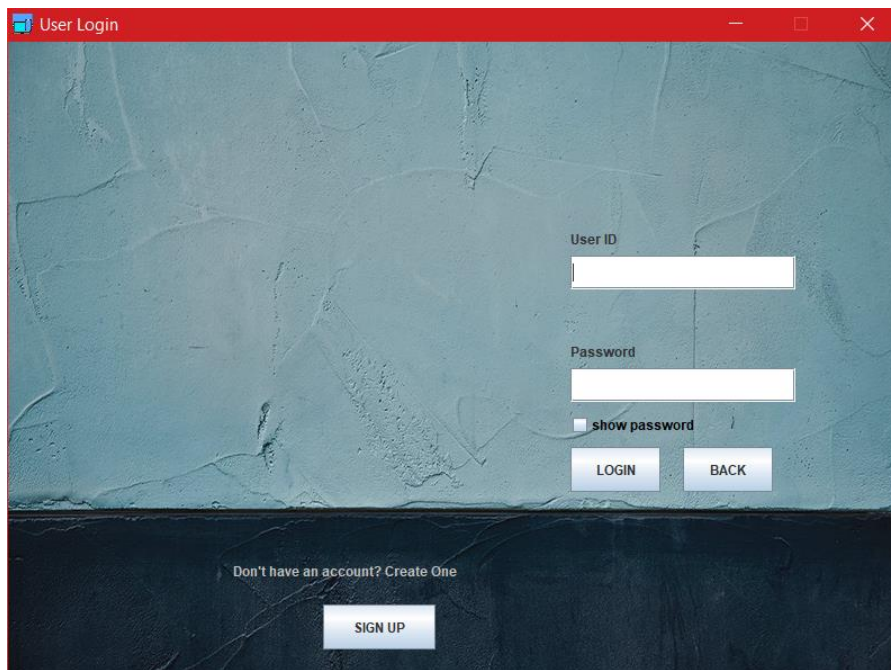 User Login
User ID
Password
show password
LOGIN BACK
Don't have an account? Create One
SIGN UP